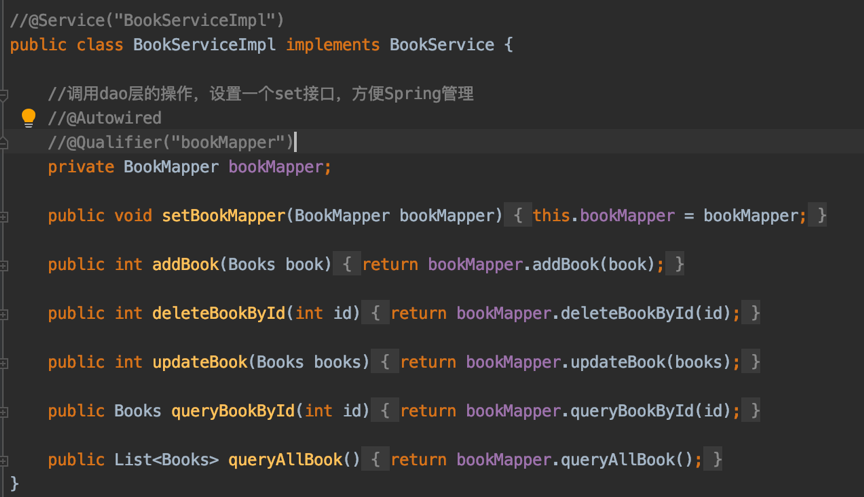 //@Service("BookServiceImpl")
public class BookServiceImpl implements BookService {
//调用dao层的操作，设置一个set接口，方便Spring管理
//@Autowired
//@Qualifier("bookMapper")
private BookMapper bookMapper;
public void setBookMapper(BookMapper bookMapper) { this.bookMapper = bookMapper; }
public int addBook(Books book) { return bookMapper.addBook(book); }
public int deleteBookById(int id) { return bookMapper.deleteBookById(id); }
public int updateBook(Books books) { return bookMapper.updateBook(books); }
public Books queryBookById(int id) { return bookMapper.queryBookById(id); }
public List<Books> queryAllBook() { return bookMapper.queryAllBook(); }
}